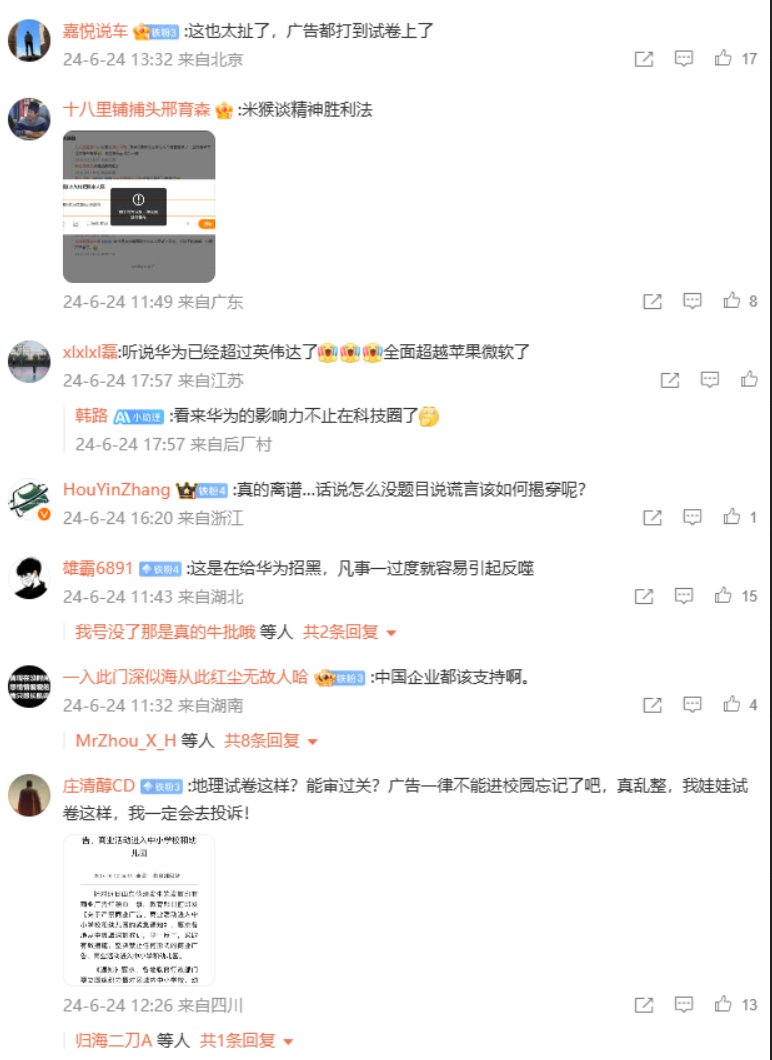 嘉悦说车 铁粉3 :这也太扯了，广告都打到试卷上了
24-6-24 13:32 来自北京
17
十八里铺捕头邢育森 :米猴谈精神胜利法
24-6-24 11:49 来自广东
8
xlxlxl磊:听说华为已经超过英伟达了全面超越苹果微软了
24-6-24 17:57 来自江苏
韩路 AI 小助理 :看来华为的影响力不止在科技圈了
24-6-24 17:57 来自后厂村
HouYinZhang 铁粉4 :真的离谱...话说怎么没题目说谎言该如何揭穿呢?
24-6-24 16:20 来自浙江
1
雄霸6891 铁粉4 :这是在给华为招黑，凡事一过度就容易引起反噬
24-6-24 11:43 来自湖北
15
我号没了那是真的牛批哦 等人 共2条回复
一入此门深似海从此红尘无故人哈 铁粉3 :中国企业都该支持啊。
24-6-24 11:32 来自湖南
4
MrZhou_X_H 等人 共8条回复
庄清醇CD 铁粉3 :地理试卷这样？能审过关？广告一律不能进校园忘记了吧，真乱整，我娃娃试
卷这样，我一定会去投诉！
告、商业活动进入中小学校和幼
儿园
24-6-24 12:26 来自四川
13
归海二刀A 等人 共1条回复